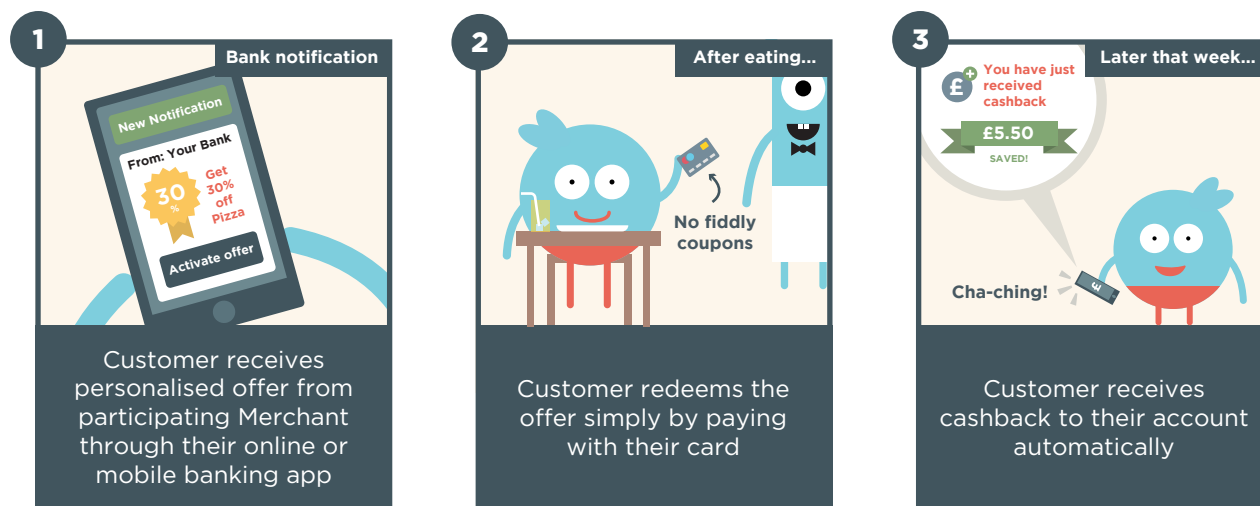 1
Bank notification
New Notification
From: Your Bank
30
%
Get
30%
off
Pizza
Activate offer
Customer receives
personalised offer from
participating Merchant
through their online or
mobile banking app
2
After eating...
No fiddly
coupons
Customer redeems the
offer simply by paying
with their card
3
Later that week...
£
+
You have just
received
cashback
£5.50
SAVED!
Cha-ching!
£
Customer receives
cashback to their account
automatically